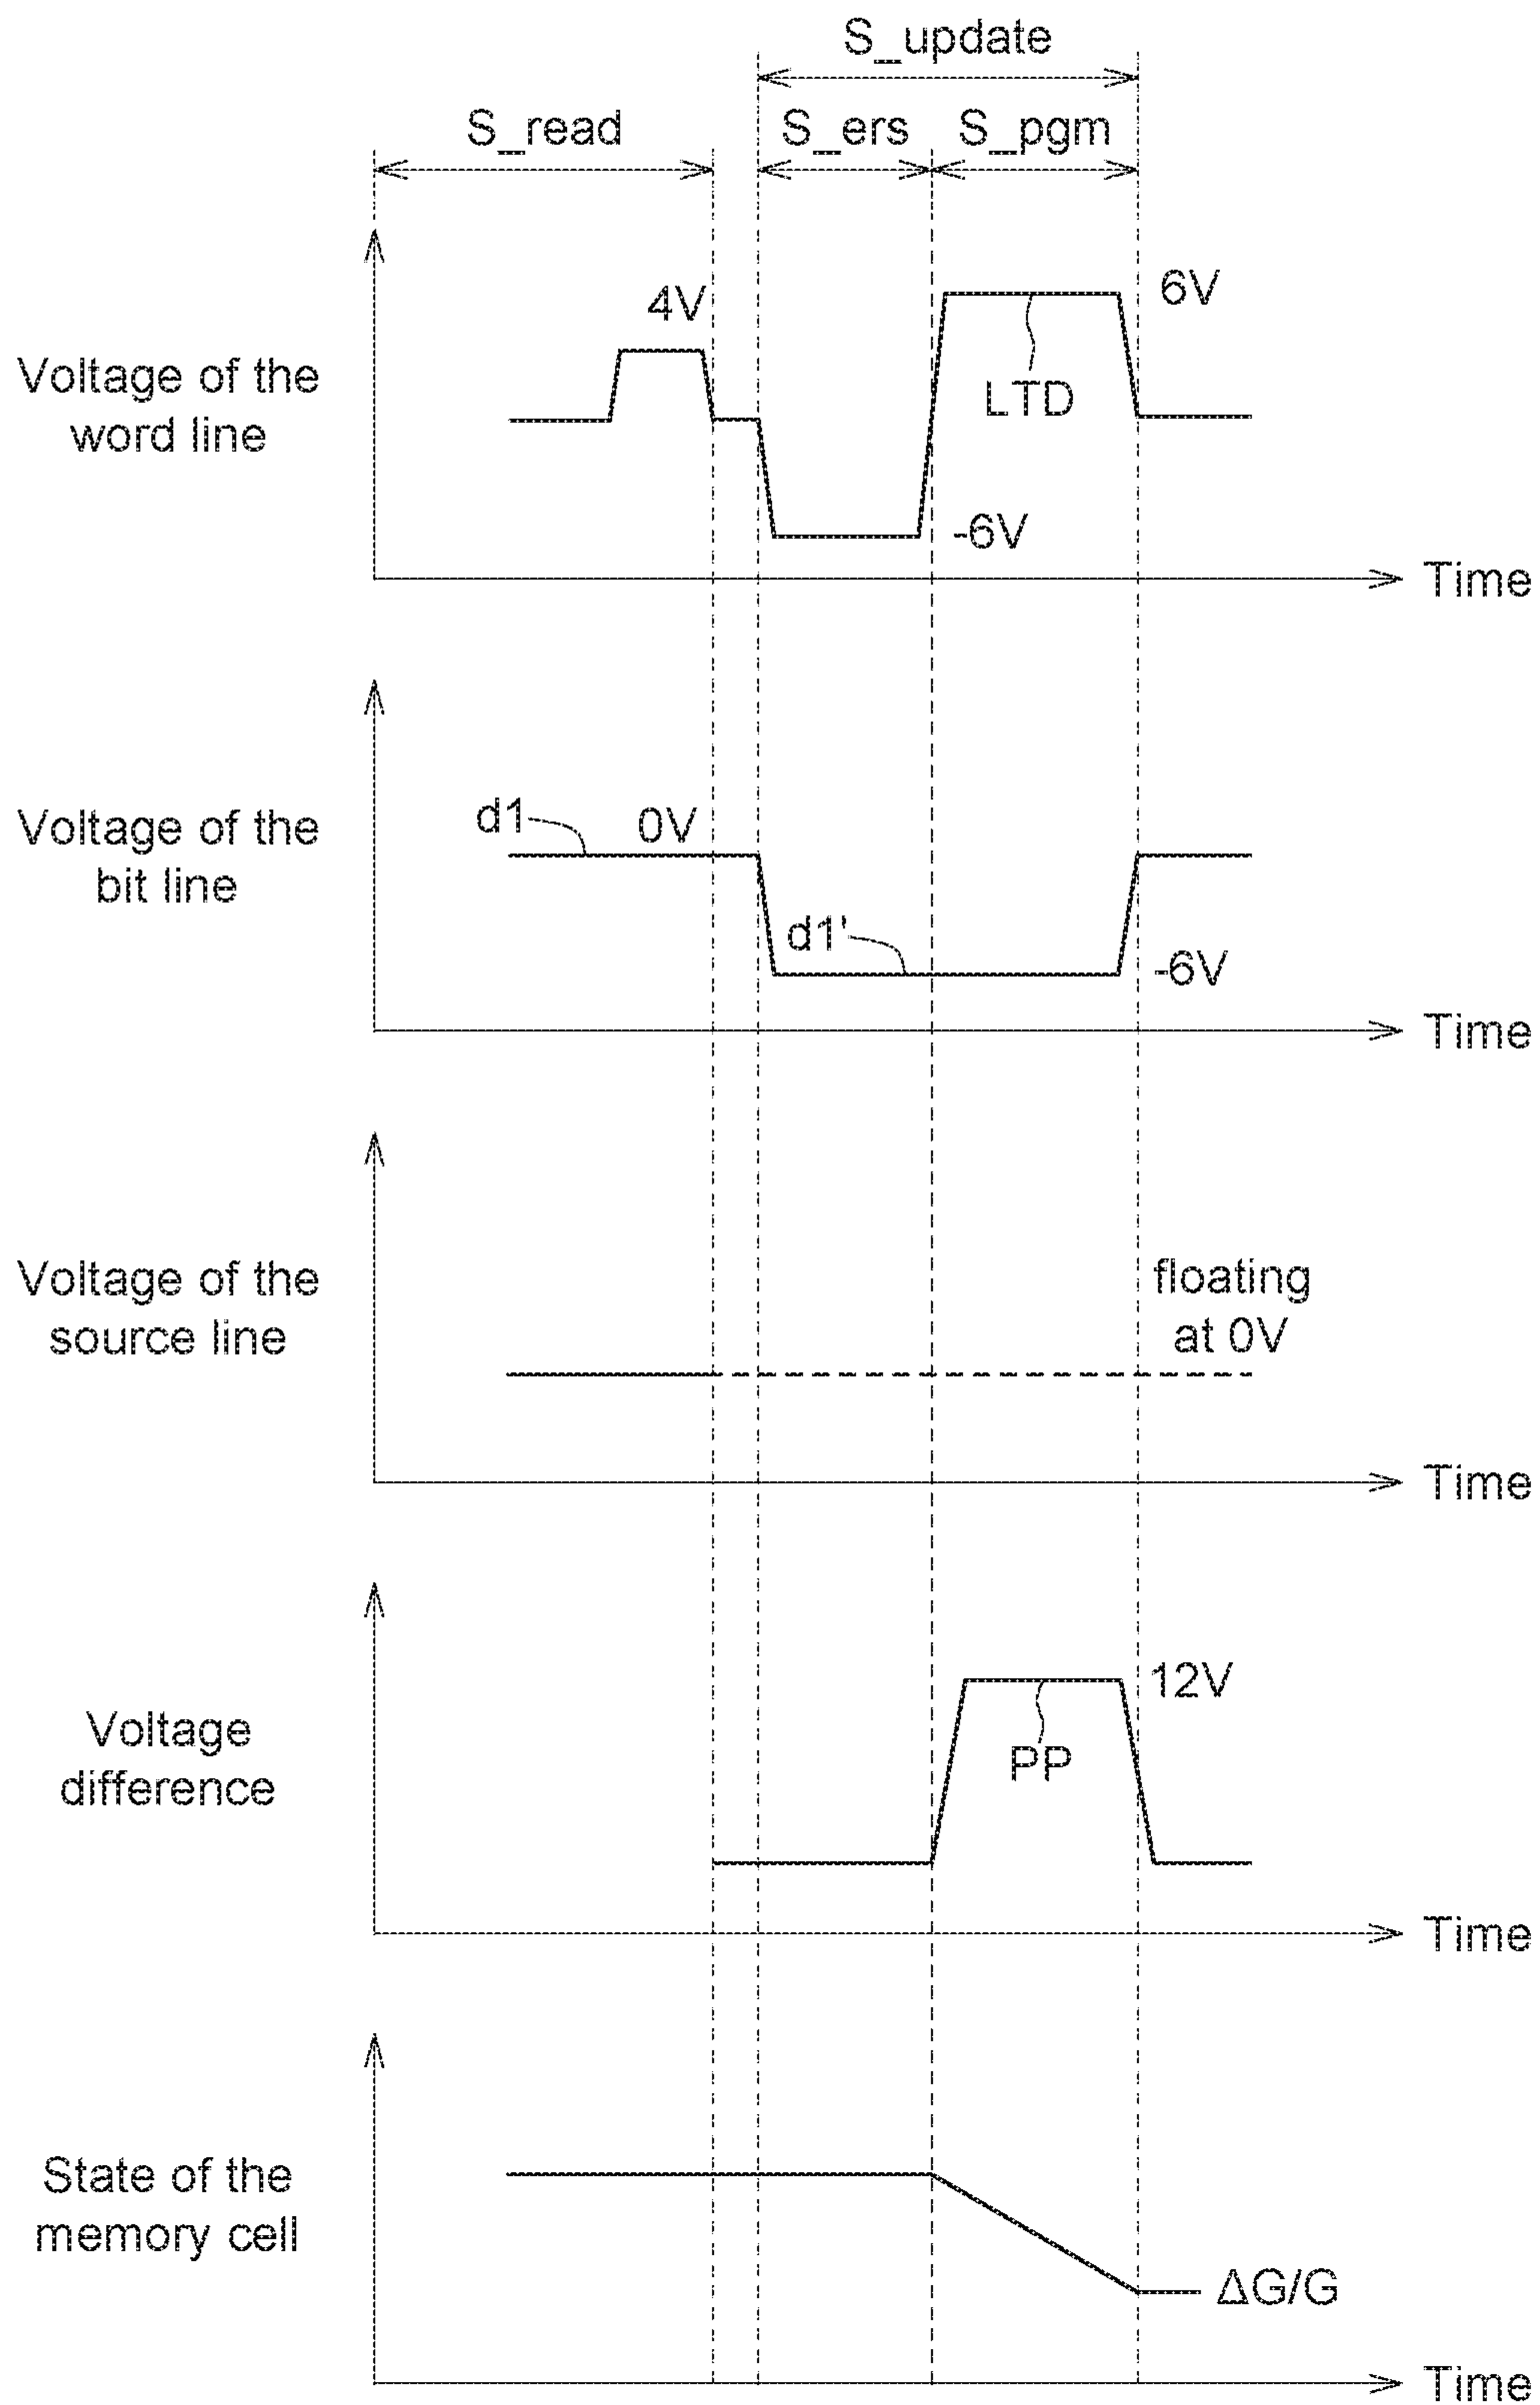 S_update
S_read
S_ers
S_pgm
4V
6V
Voltage of the
word line
LTD
-6V
Time
d1
0V
Voltage of the
bit line
d1'
-6V
Time
Voltage of the
source line
floating
at 0V
Time
12V
Voltage
difference
PP
Time
State of the
memory cell
ΔG/G
Time